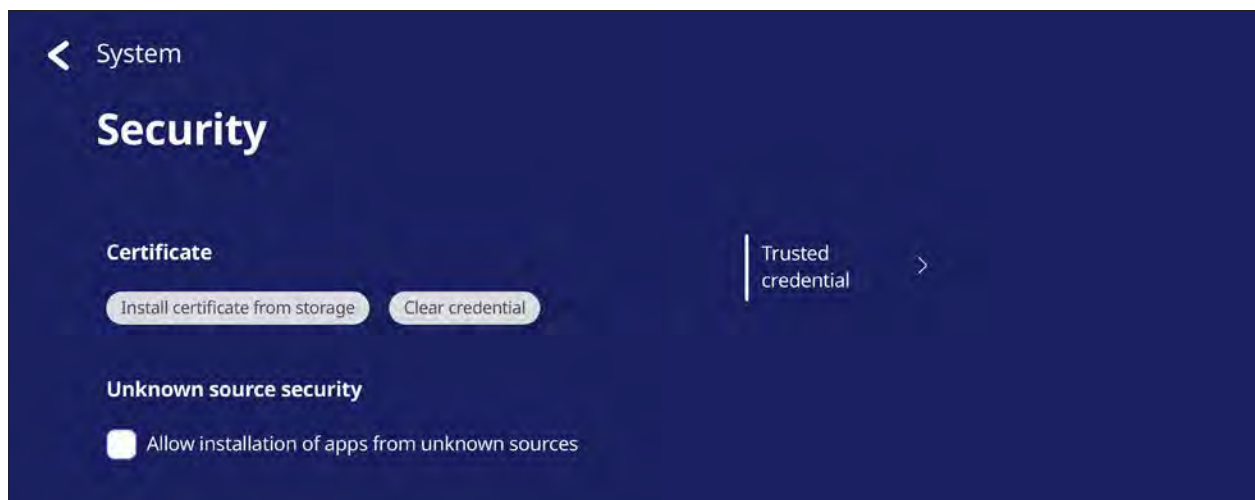 System
Security
Certificate
Trusted
credential
Install certificate from storage
Clear credential
Unknown source security
Allow installation of apps from unknown sources